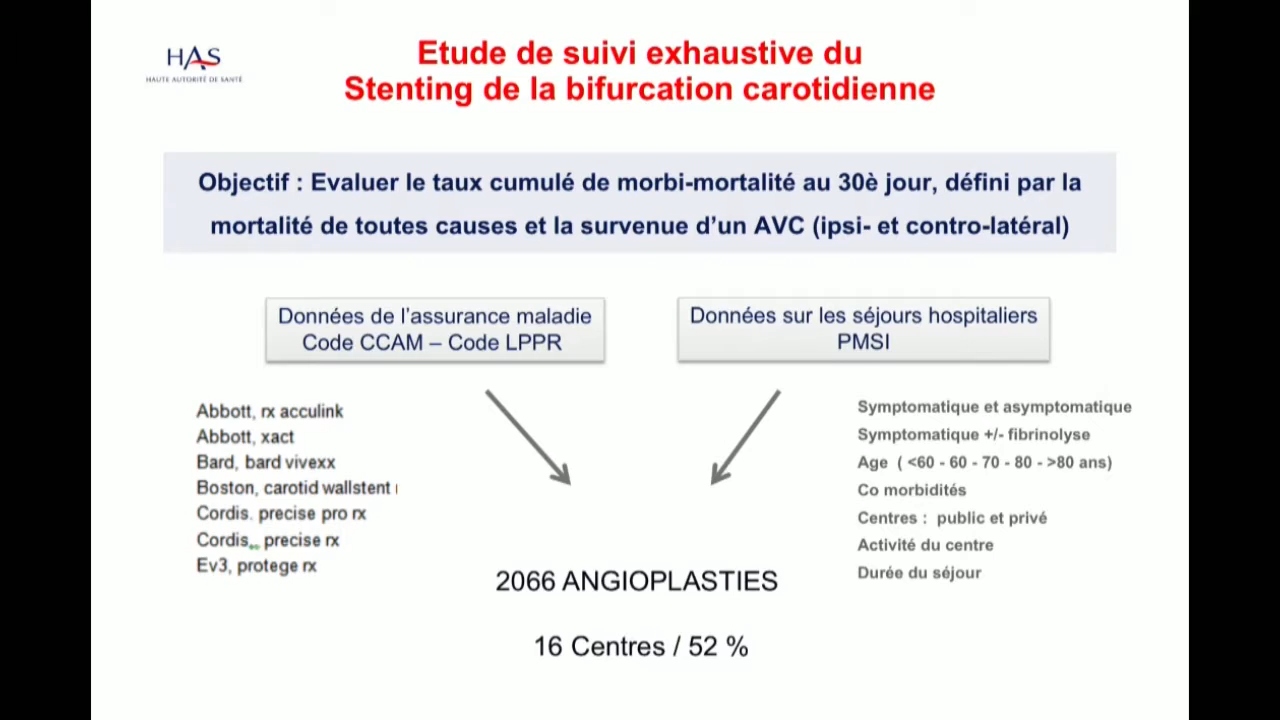 HAS
HAUTE AUTORITÉ DE SANTÉ
Etude de suivi exhaustive du
Stenting de la bifurcation carotidienne
Objectif : Evaluer le taux cumulé de morbi-mortalité au 30è jour, défini par la
mortalité de toutes causes et la survenue d'un AVC (ipsi- et contro-latéral)
Données de l'assurance maladie
Code CCAM – Code LPPR
Données sur les séjours hospitaliers
PMSI
Abbott, rx acculink
Abbott, xact
Bard, bard vivexx
Boston, carotid wallstent
Cordis. precise pro rx
Cordis,, precise rx
Ev3, protege rx
Symptomatique et asymptomatique
Symptomatique +/- fibrinolyse
Age ( <60 - 60 - 70 - 80 - >80 ans)
Co morbidités
Centres : public et privé
Activité du centre
Durée du séjour
2066 ANGIOPLASTIES
16 Centres / 52 %